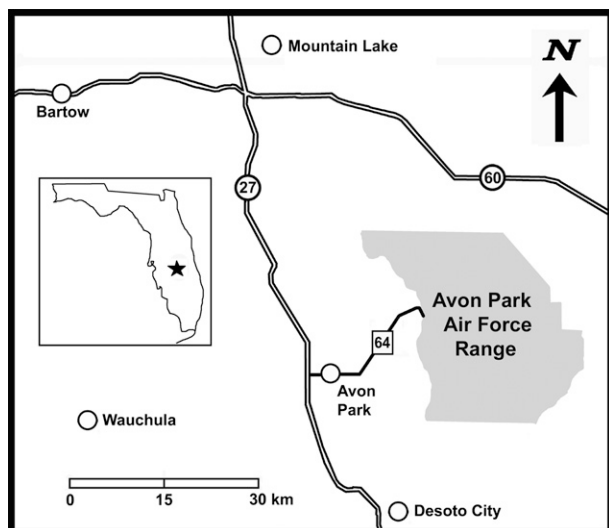 Mountain Lake
N
Bartow
27
60
Avon Park
Air Force
Range
64
Avon
Park
Wauchula
0 15 30 km
Desoto City